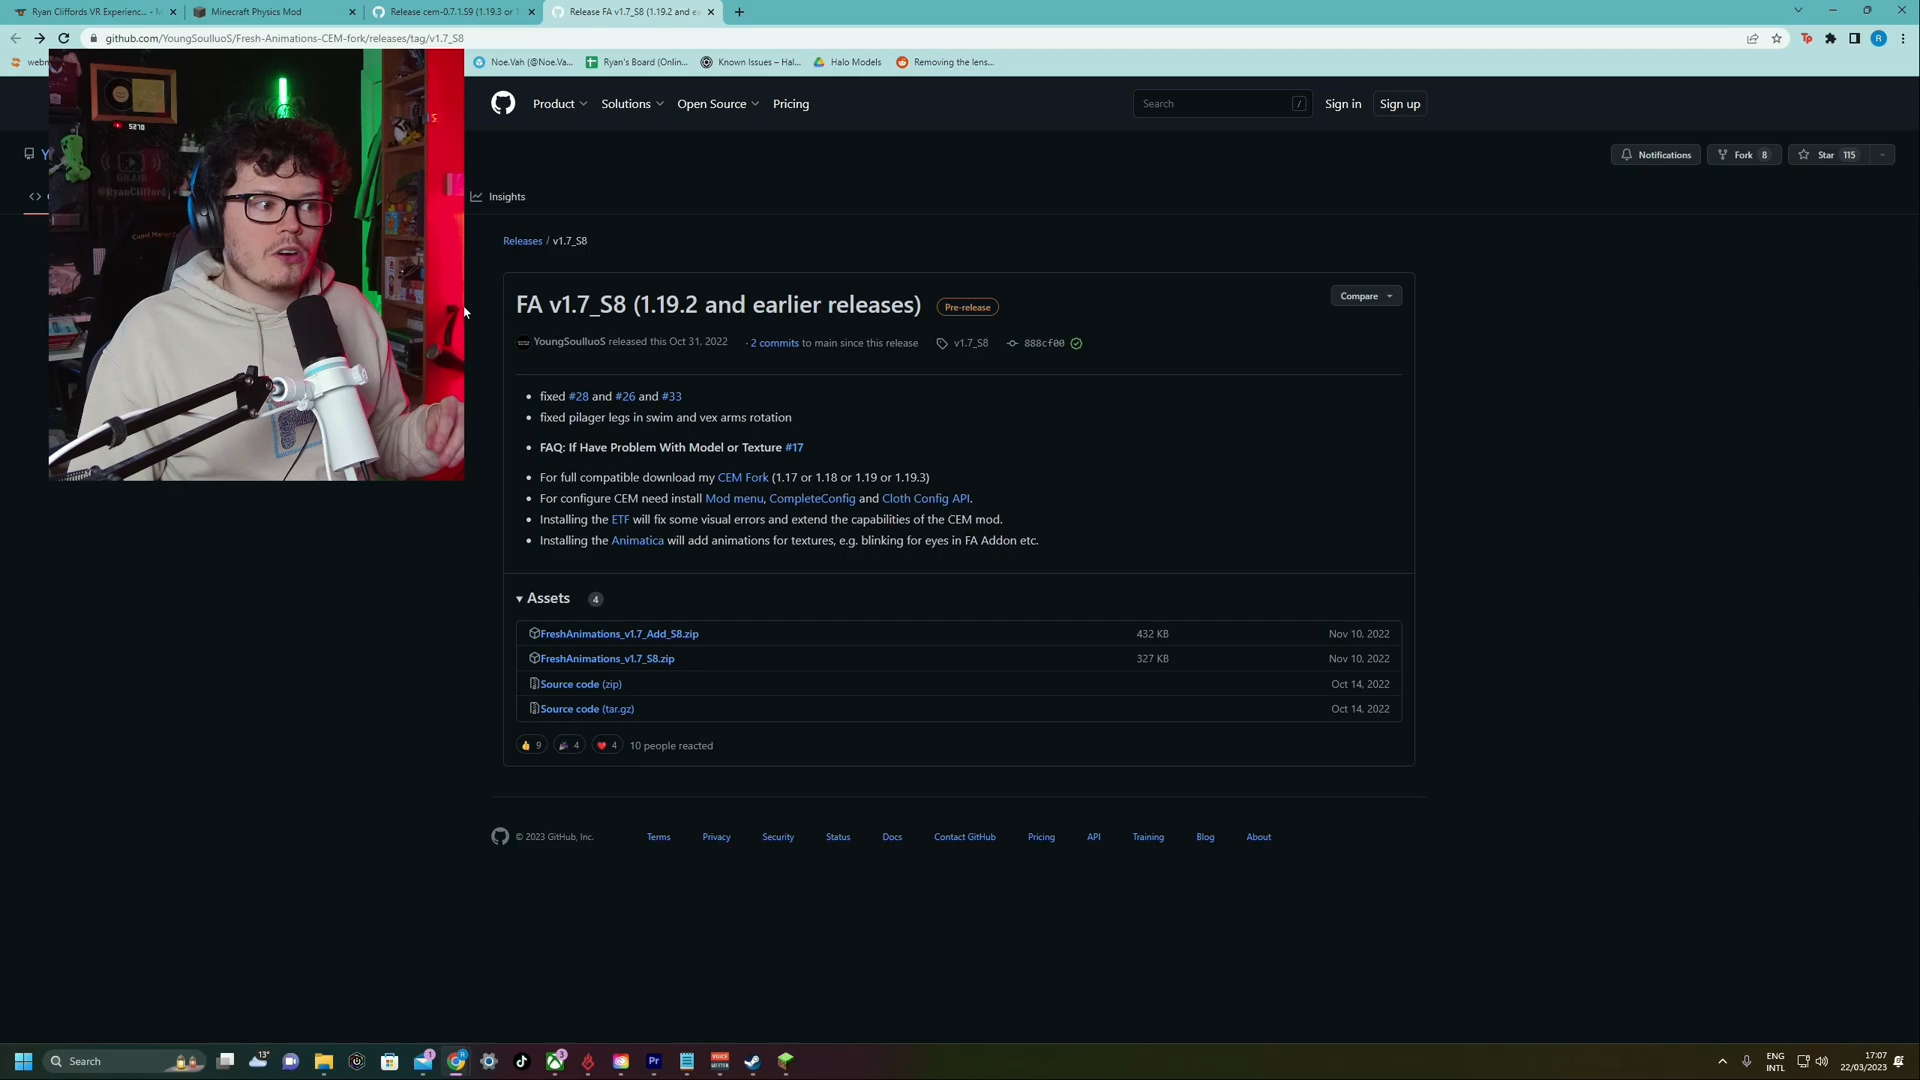 Ryan Cliffords VR Experienc... - M
Minecraft Physics Mod
Release cem-0.7.1.S9 (1.19.3 or 1
Release FA v1.7_S8 (1.19.2 and ea
github.com/YoungSoulluoS/Fresh-Animations-CEM-fork/releases/tag/v1.7_S8
Noe.Vah (@Noe.Va...
Ryan's Board (Onlin...
Known Issues – Hal...
Halo Models
Removing the lens...
Product
Solutions
Open Source
Pricing
Search /
Sign in
Sign up
5270
@RyanClifford
Notifications
Fork 8
Star 115
Insights
Releases / v1.7_S8
FA v1.7_S8 (1.19.2 and earlier releases) Pre-release
Compare
YoungSoulluoS released this Oct 31, 2022 · 2 commits to main since this release v1.7_S8 888cf00
• fixed #28 and #26 and #33
• fixed pilager legs in swim and vex arms rotation
• FAQ: If Have Problem With Model or Texture #17
• For full compatible download my CEM Fork (1.17 or 1.18 or 1.19 or 1.19.3)
• For configure CEM need install Mod menu, CompleteConfig and Cloth Config API.
• Installing the ETF will fix some visual errors and extend the capabilities of the CEM mod.
• Installing the Animatica will add animations for textures, e.g. blinking for eyes in FA Addon etc.
Assets 4
FreshAnimations_v1.7_Add_S8.zip 432 KB Nov 10, 2022
FreshAnimations_v1.7_S8.zip 327 KB Nov 10, 2022
Source code (zip) Oct 14, 2022
Source code (tar.gz) Oct 14, 2022
9 4 4 10 people reacted
© 2023 GitHub, Inc. Terms Privacy Security Status Docs Contact GitHub Pricing API Training Blog About
Search
13°
ENG
INTL
17:07
22/03/2023